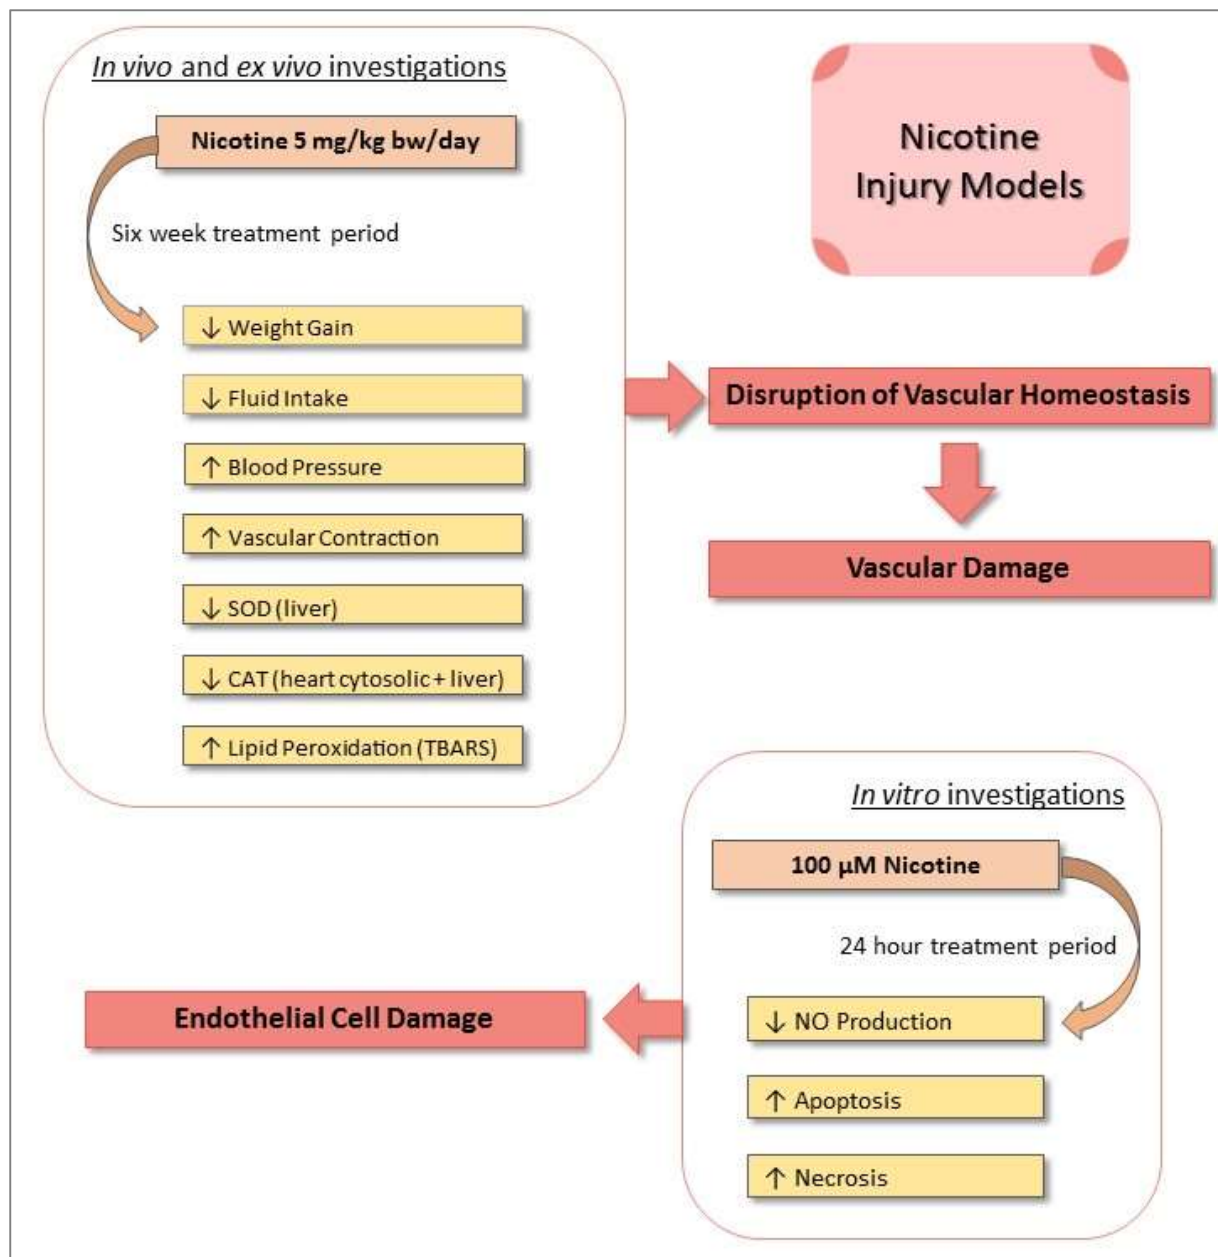 In vivo and ex vivo investigations
Nicotine 5 mg/kg bw/day
Six week treatment period
↓ Weight Gain
↓ Fluid Intake
↑ Blood Pressure
↑ Vascular Contraction
↓ SOD (liver)
↓ CAT (heart cytosolic + liver)
↑ Lipid Peroxidation (TBARS)
Nicotine
Injury Models
Disruption of Vascular Homeostasis
Vascular Damage
In vitro investigations
100 µM Nicotine
24 hour treatment period
↓ NO Production
↑ Apoptosis
↑ Necrosis
Endothelial Cell Damage